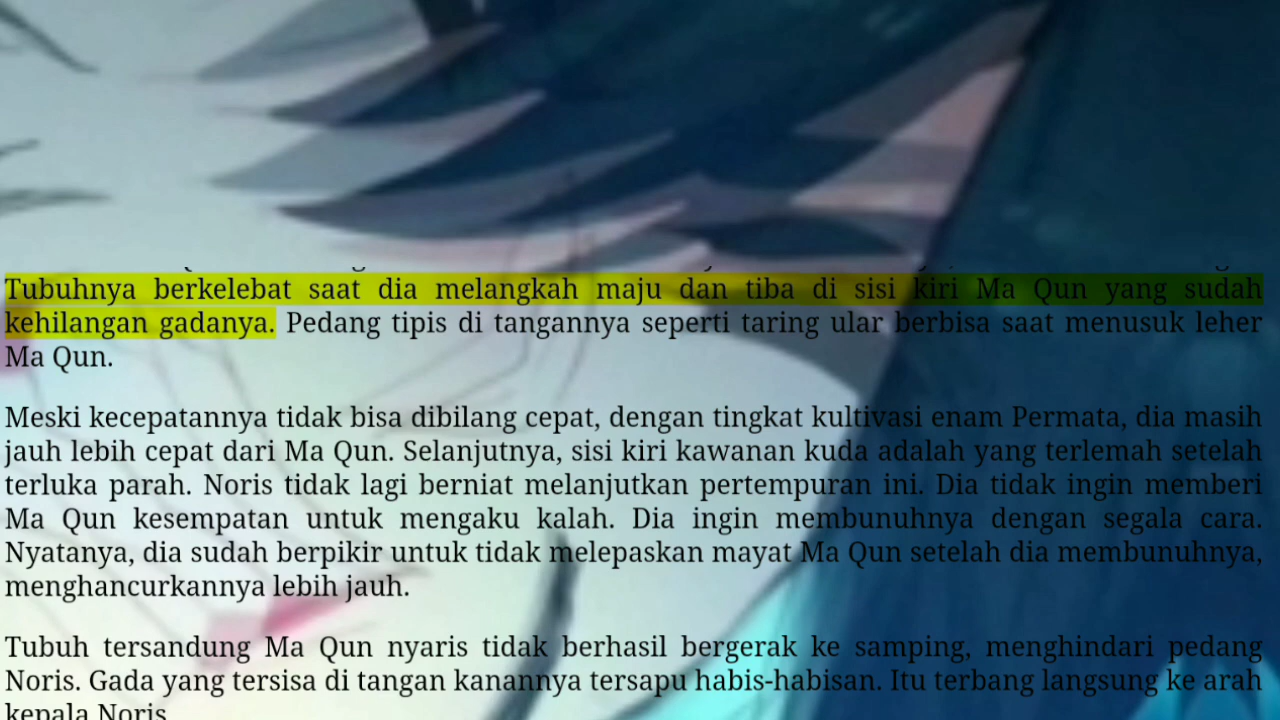 Tubuhnya berkelebat saat dia melangkah maju dan tiba di sisi kiri Ma Qun yang sudah
kehilangan gadanya. Pedang tipis di tangannya seperti taring ular berbisa saat menusuk leher
Ma Qun.
Meski kecepatannya tidak bisa dibilang cepat, dengan tingkat kultivasi enam Permata, dia masih
jauh lebih cepat dari Ma Qun. Selanjutnya, sisi kiri kawanan kuda adalah yang terlemah setelah
terluka parah. Noris tidak lagi berniat melanjutkan pertempuran ini. Dia tidak ingin memberi
Ma Qun kesempatan untuk mengaku kalah. Dia ingin membunuhnya dengan segala cara.
Nyatanya, dia sudah berpikir untuk tidak melepaskan mayat Ma Qun setelah dia membunuhnya,
menghancurkannya lebih jauh.
Tubuh tersandung Ma Qun nyaris tidak berhasil bergerak ke samping, menghindari pedang
Noris. Gada yang tersisa di tangan kanannya tersapu habis-habisan. Itu terbang langsung ke arah
kepala Noris